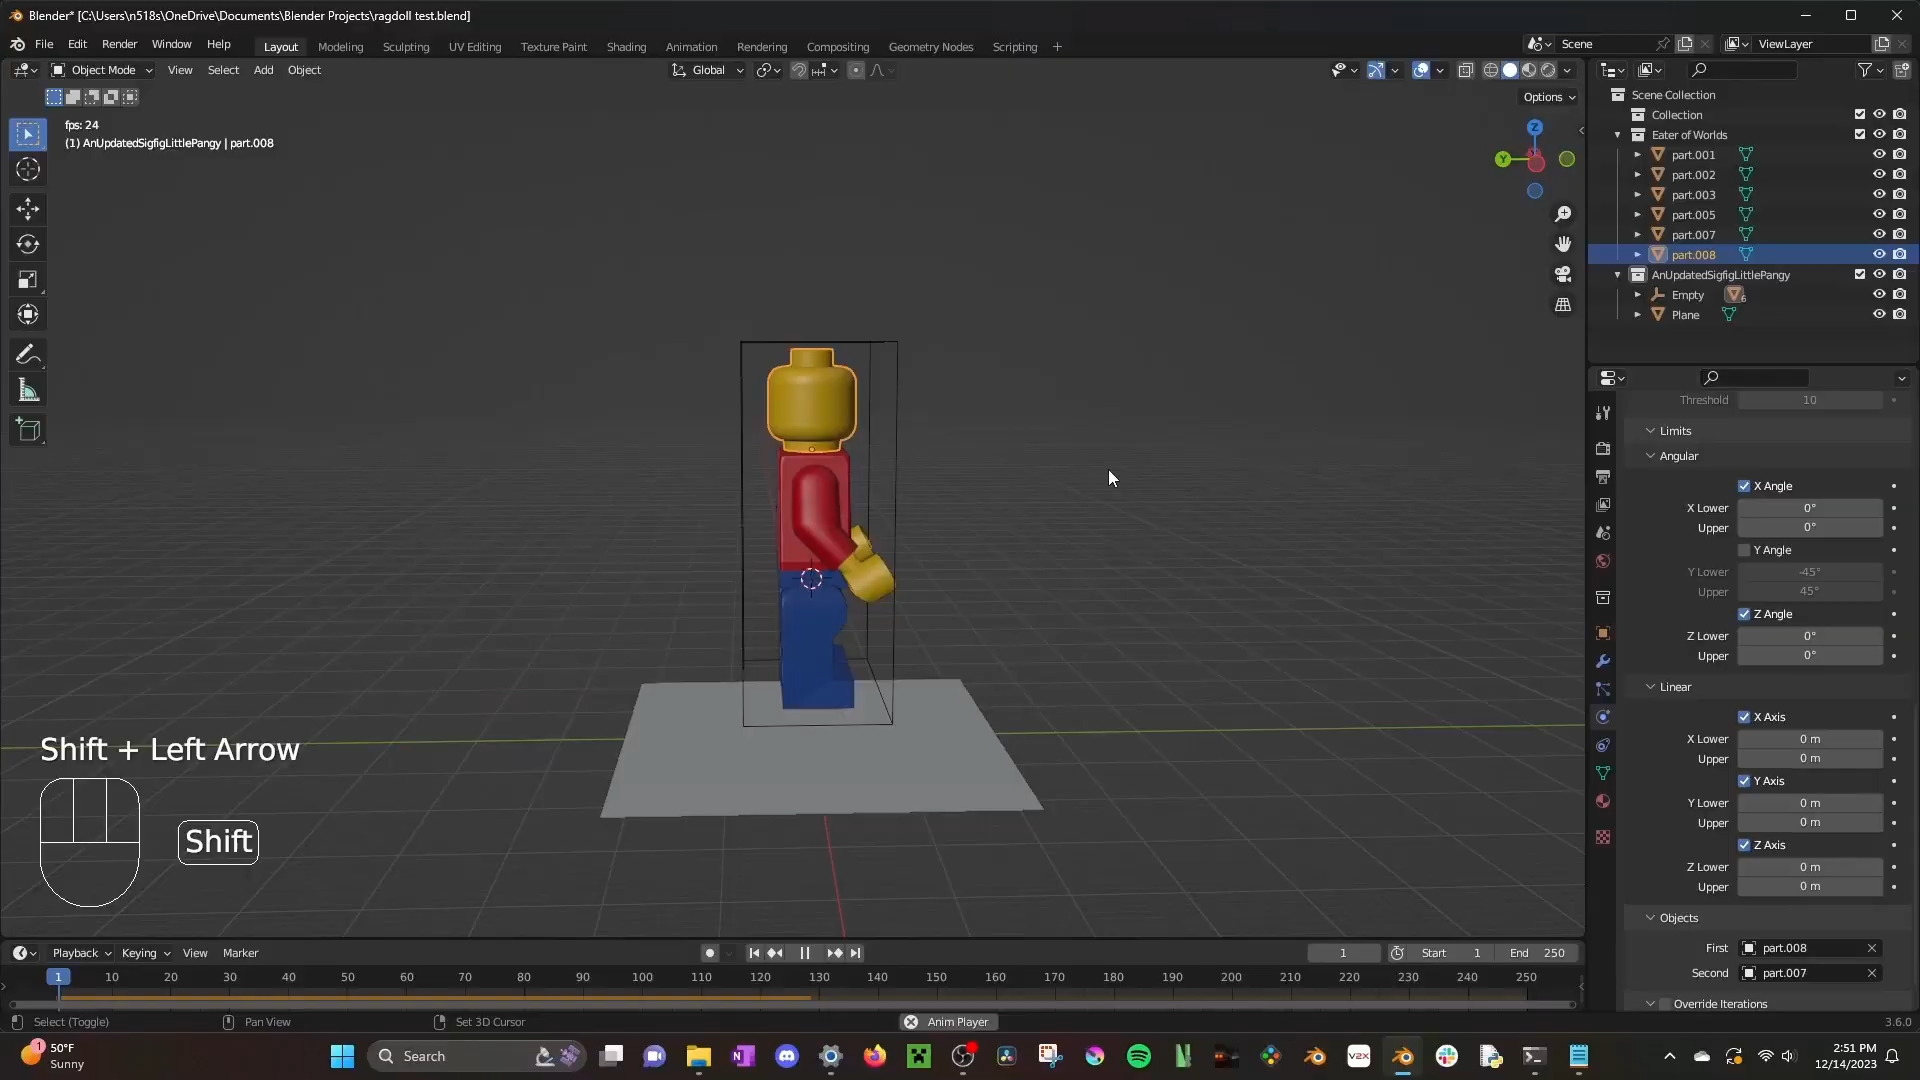 Blender* [C:\Users\n518s\OneDrive\Documents\Blender Projects\ragdoll test.blend]
File Edit Render Window Help Layout Modeling Sculpting UV Editing Texture Paint Shading Animation Rendering Compositing Geometry Nodes Scripting + Scene ViewLayer
Object Mode View Select Add Object Global
Options
fps: 24
(1) AnUpdatedSigfigLittlePangy | part.008
Z
Y
Scene Collection
Collection
Eater of Worlds
part.001
part.002
part.003
part.005
part.007
part.008
AnUpdatedSigfigLittlePangy
Empty 6
Plane
Threshold 10
Limits
Angular
X Angle
X Lower 0°
Upper 0°
Y Angle
Y Lower -45°
Upper 45°
Z Angle
Z Lower 0°
Upper 0°
Linear
X Axis
X Lower 0 m
Upper 0 m
Y Axis
Y Lower 0 m
Upper 0 m
Z Axis
Z Lower 0 m
Upper 0 m
Objects
First part.008
Second part.007
Override Iterations
Shift + Left Arrow
Shift
Playback Keying View Marker 1 Start 1 End 250
1 10 20 30 40 50 60 70 80 90 100 110 120 130 140 150 160 170 180 190 200 210 220 230 240 250
Select (Toggle) Pan View Set 3D Cursor Anim Player 3.6.0
1
50°F
Sunny
Search
V2X
2:51 PM
12/14/2023